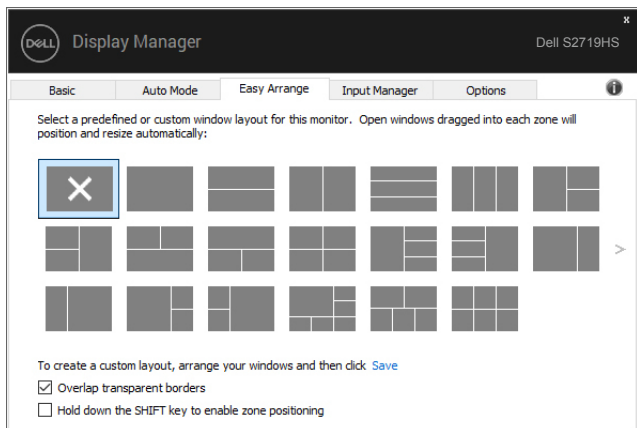 x
DELL Display Manager Dell S2719HS
Basic Auto Mode Easy Arrange Input Manager Options
Select a predefined or custom window layout for this monitor. Open windows dragged into each zone will
position and resize automatically:
To create a custom layout, arrange your windows and then click Save
Overlap transparent borders
Hold down the SHIFT key to enable zone positioning